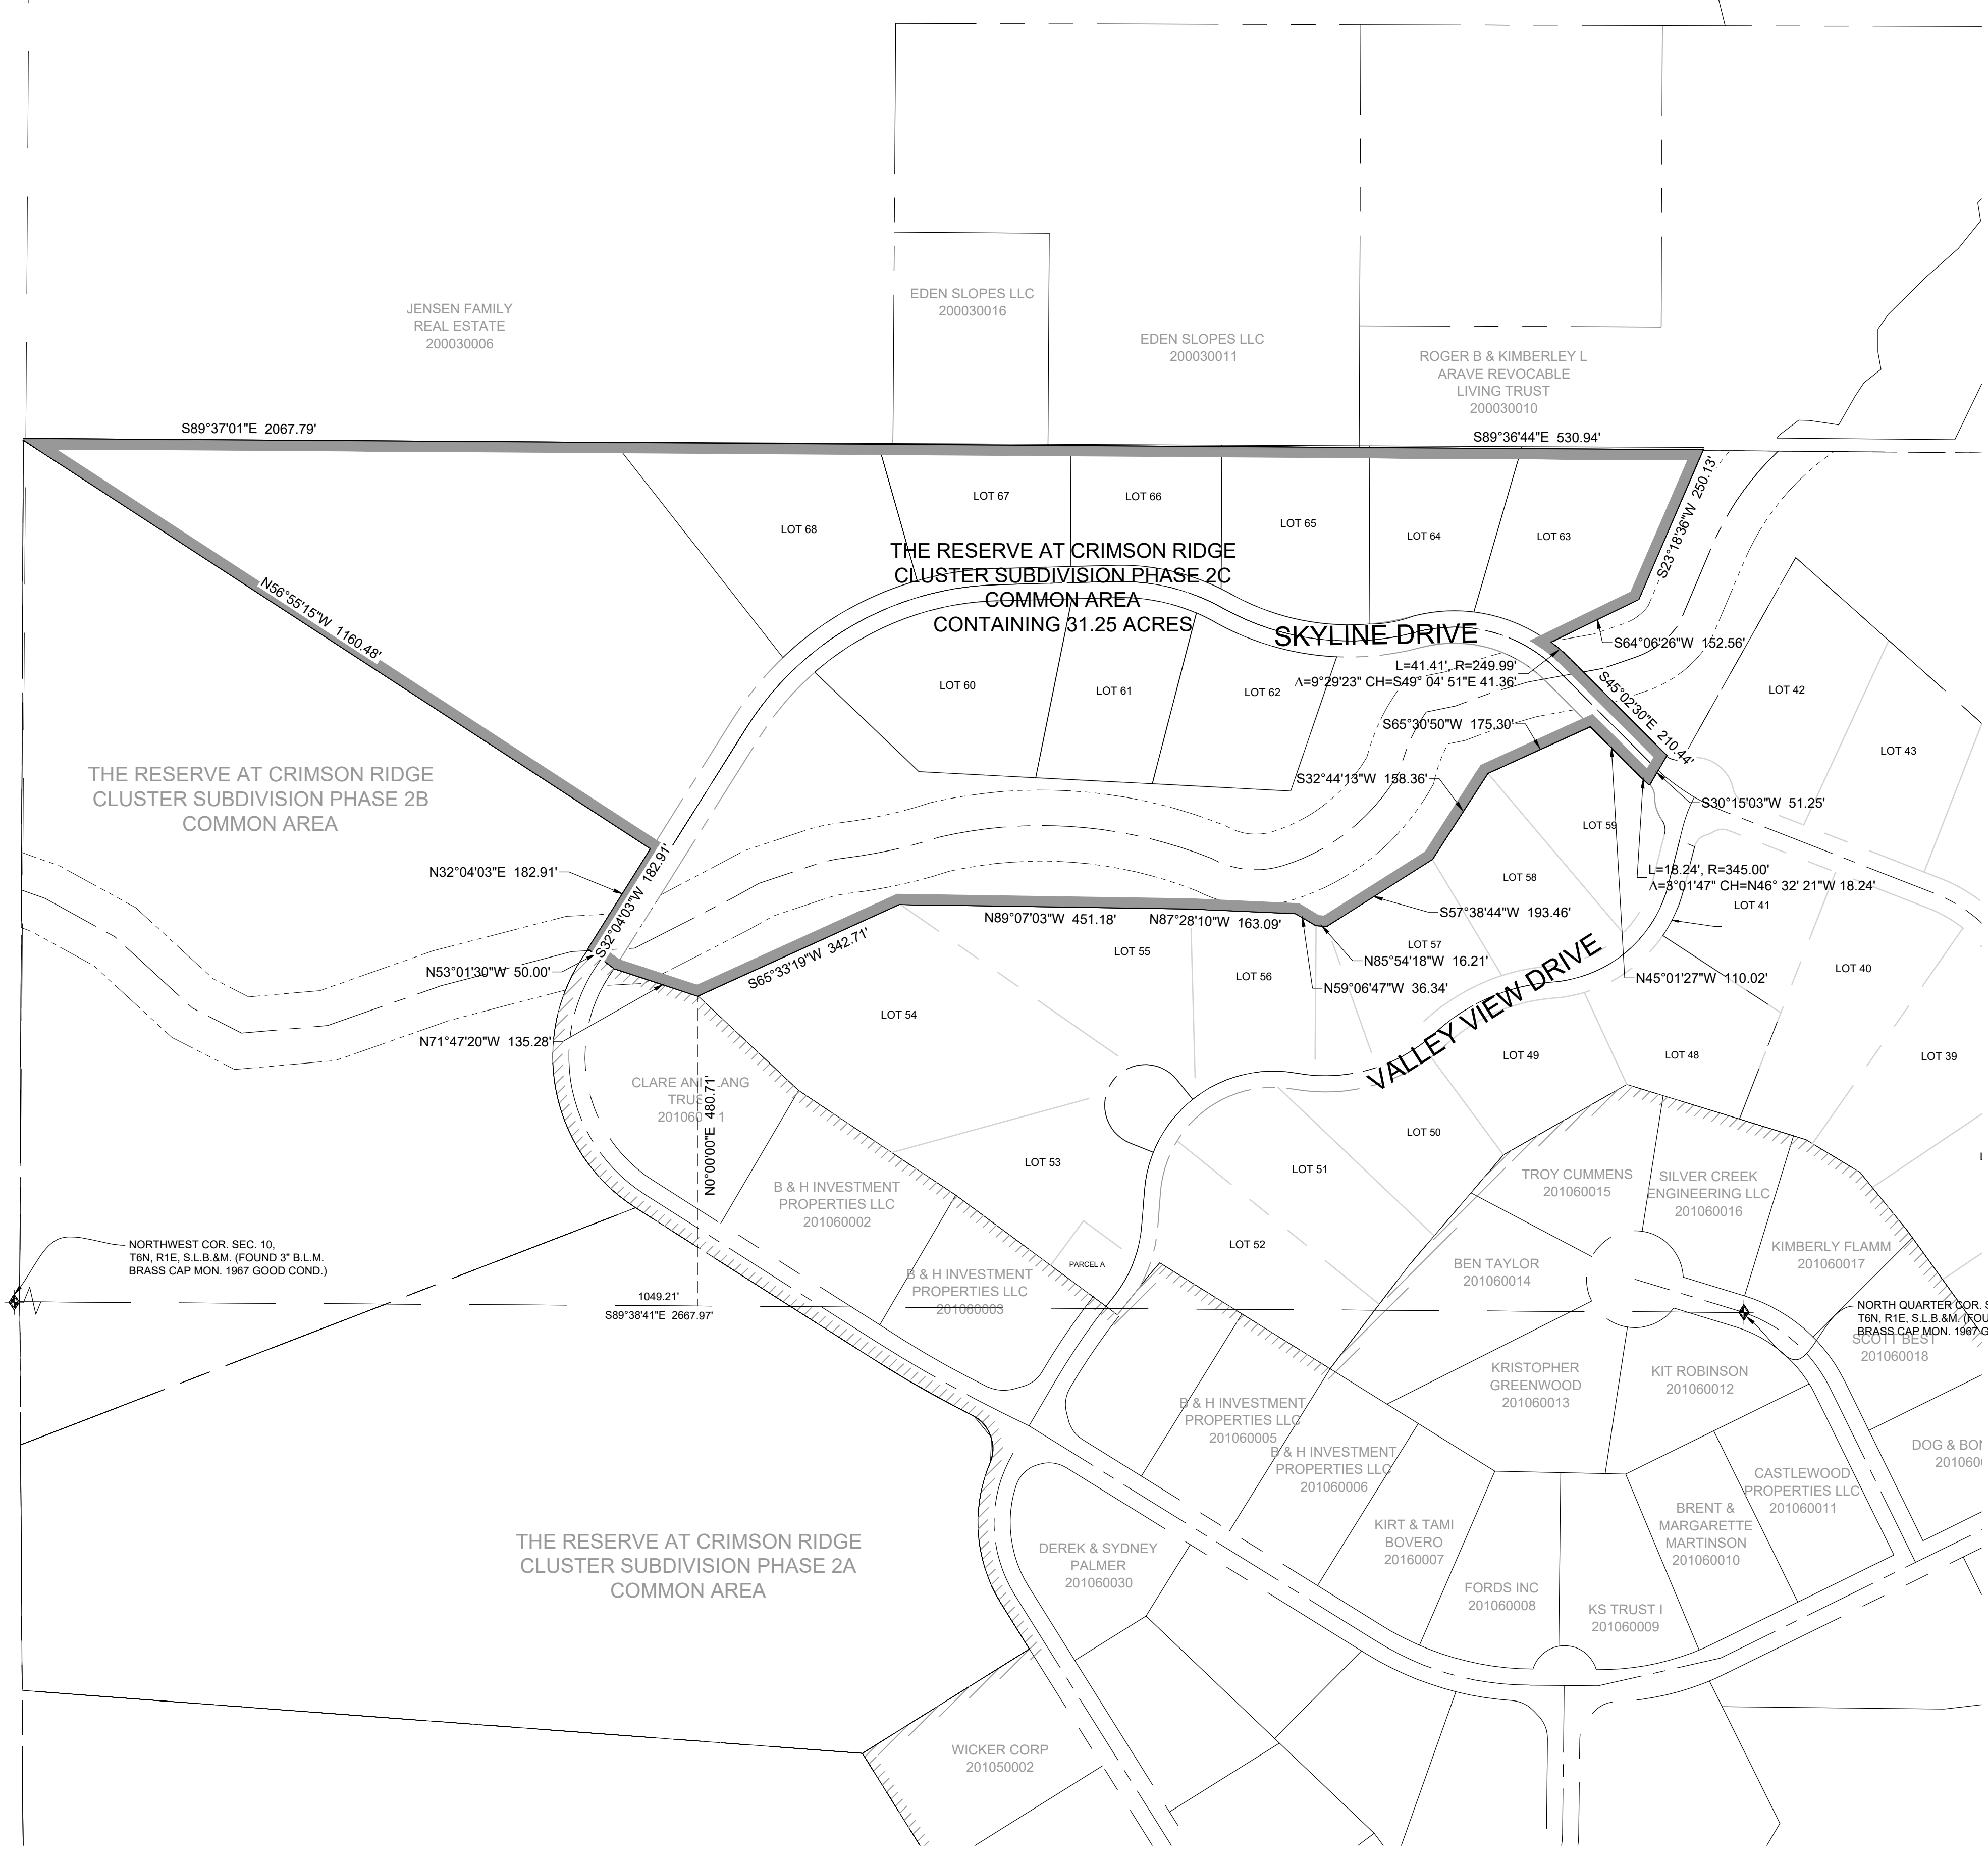 JENSEN FAMILY
REAL ESTATE
200030006
EDEN SLOPES LLC
200030016
EDEN SLOPES LLC
200030011
ROGER B & KIMBERLEY L
ARAVE REVOCABLE
LIVING TRUST
200030010
S89°37'01"E 2067.79'
S89°36'44"E 530.94'
S23°18'36"W 250.13'
LOT 68
LOT 67
LOT 66
LOT 65
LOT 64
LOT 63
THE RESERVE AT CRIMSON RIDGE
CLUSTER SUBDIVISION PHASE 2C
COMMON AREA
CONTAINING 31.25 ACRES
SKYLINE DRIVE
N56°55'15"W 1160.48'
S64°06'26"W 152.56'
L=41.41', R=249.99'
Δ=9°29'23" CH=S49° 04' 51"E 41.36'
S45°02'30"E 210.44'
LOT 60
LOT 61
LOT 62
LOT 42
LOT 43
S65°30'50"W 175.30'
S32°44'13"W 158.36'
S30°15'03"W 51.25'
THE RESERVE AT CRIMSON RIDGE
CLUSTER SUBDIVISION PHASE 2B
COMMON AREA
LOT 59
L=18.24', R=345.00'
Δ=3°01'47" CH=N46° 32' 21"W 18.24'
N32°04'03"E 182.91'
S32°04'03"W 182.91'
LOT 58
LOT 41
S57°38'44"W 193.46'
N89°07'03"W 451.18'
N87°28'10"W 163.09'
S65°33'19"W 342.71'
LOT 55
LOT 57
N85°54'18"W 16.21'
N53°01'30"W 50.00'
LOT 56
N59°06'47"W 36.34'
N45°01'27"W 110.02'
LOT 40
VALLEY VIEW DRIVE
LOT 54
N71°47'20"W 135.28'
LOT 49
LOT 48
LOT 39
N0°00'00"E 480.71'
B & H INVESTMENT
PROPERTIES LLC
201060002
LOT 53
LOT 50
LOT 51
LOT 52
PARCEL A
TROY CUMMENS
201060015
SILVER CREEK
ENGINEERING LLC
201060016
KIMBERLY FLAMM
201060017
BEN TAYLOR
201060014
NORTHWEST COR. SEC. 10,
T6N, R1E, S.L.B.&M. (FOUND 3" B.L.M.
BRASS CAP MON. 1967 GOOD COND.)
B & H INVESTMENT
PROPERTIES LLC
201060003
1049.21'
S89°38'41"E 2667.97'
NORTH QUARTER COR.
T6N, R1E, S.L.B.&M.
BRASS CAP MON. 1967
SCOTT BEST
201060018
KRISTOPHER
GREENWOOD
201060013
KIT ROBINSON
201060012
B & H INVESTMENT
PROPERTIES LLC
201060005
B & H INVESTMENT
PROPERTIES LLC
201060006
DOG &
CASTLEWOOD
PROPERTIES LLC
201060011
BRENT &
MARGARETTE
MARTINSON
201060010
KIRT & TAMI
BOVERO
20160007
THE RESERVE AT CRIMSON RIDGE
CLUSTER SUBDIVISION PHASE 2A
COMMON AREA
DEREK & SYDNEY
PALMER
201060030
FORDS INC
201060008
KS TRUST I
201060009
WICKER CORP
201050002